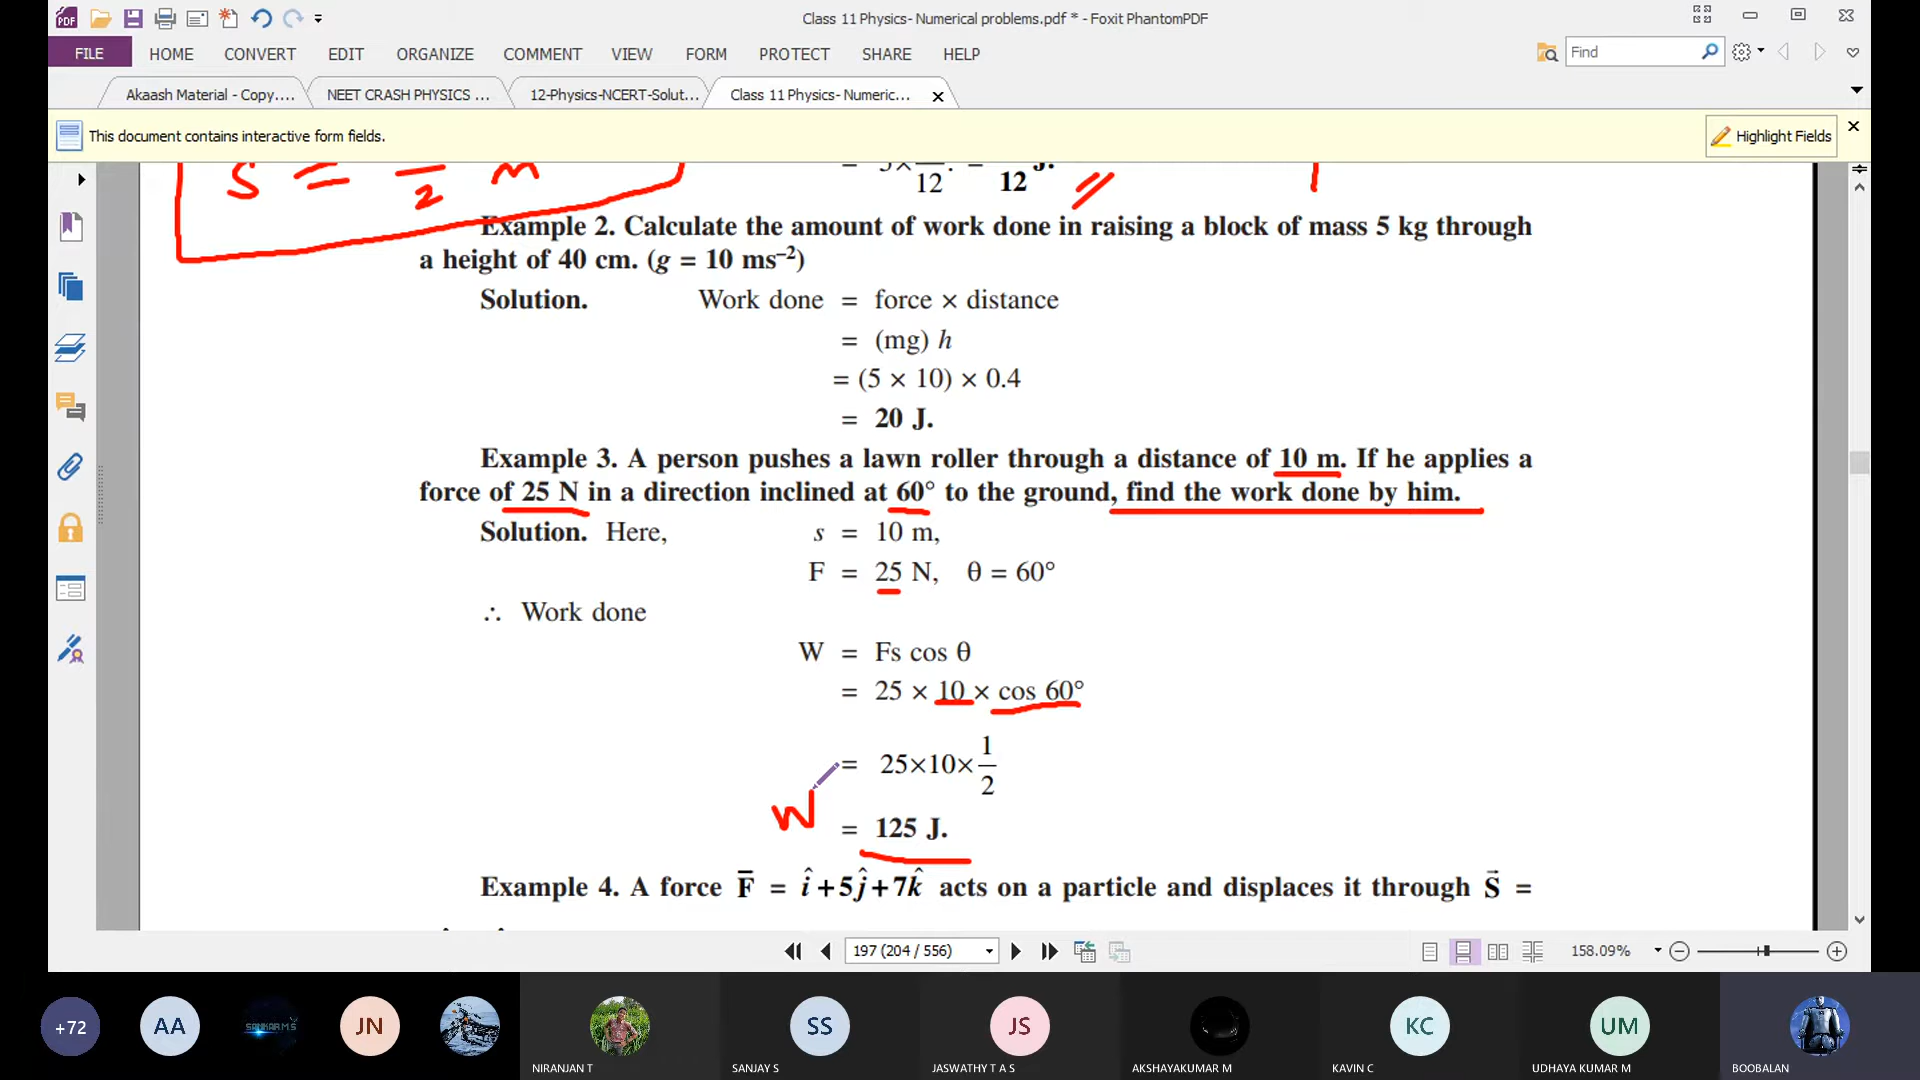 Class 11 Physics- Numerical problems.pdf * - Foxit PhantomPDF
FILE HOME CONVERT EDIT ORGANIZE COMMENT VIEW FORM PROTECT SHARE HELP Find
Akaash Material - Copy.... NEET CRASH PHYSICS ... 12-Physics-NCERT-Solut... Class 11 Physics- Numeric...
This document contains interactive form fields. Highlight Fields
S = /2 m
12 12 J.
Example 2. Calculate the amount of work done in raising a block of mass 5 kg through
a height of 40 cm. (g = 10 ms⁻²)
Solution. Work done = force × distance
= (mg) h
= (5 × 10) × 0.4
= 20 J.
Example 3. A person pushes a lawn roller through a distance of 10 m. If he applies a
force of 25 N in a direction inclined at 60° to the ground, find the work done by him.
Solution. Here, s = 10 m,
F = 25 N, θ = 60°
∴ Work done
W = Fs cos θ
= 25 × 10 × cos 60°
= 25×10×1/2
W = 125 J.
Example 4. A force F̄ = î+5ĵ+7k̂ acts on a particle and displaces it through S⃗ =
197 (204 / 556) 158.09%
+72 AA SANKAR M S JN SS JS KC UM
NIRANJAN T SANJAY S JASWATHY T A S AKSHAYAKUMAR M KAVIN C UDHAYA KUMAR M BOOBALAN